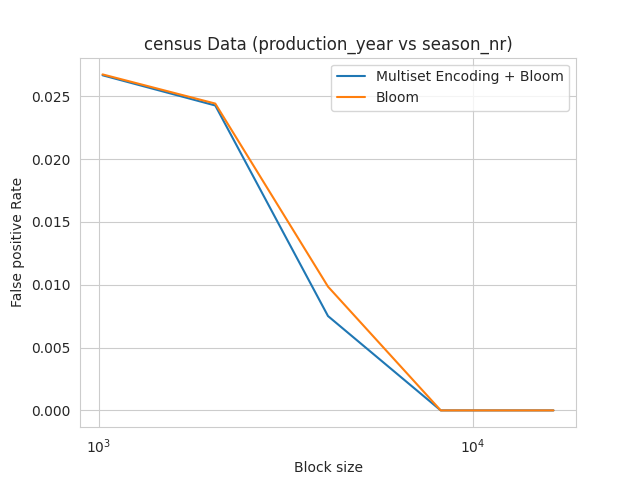 census Data (production_year vs season_nr)
Multiset Encoding + Bloom
Bloom
False positive Rate
0.025
0.020
0.015
0.010
0.005
0.000
10³
10⁴
Block size